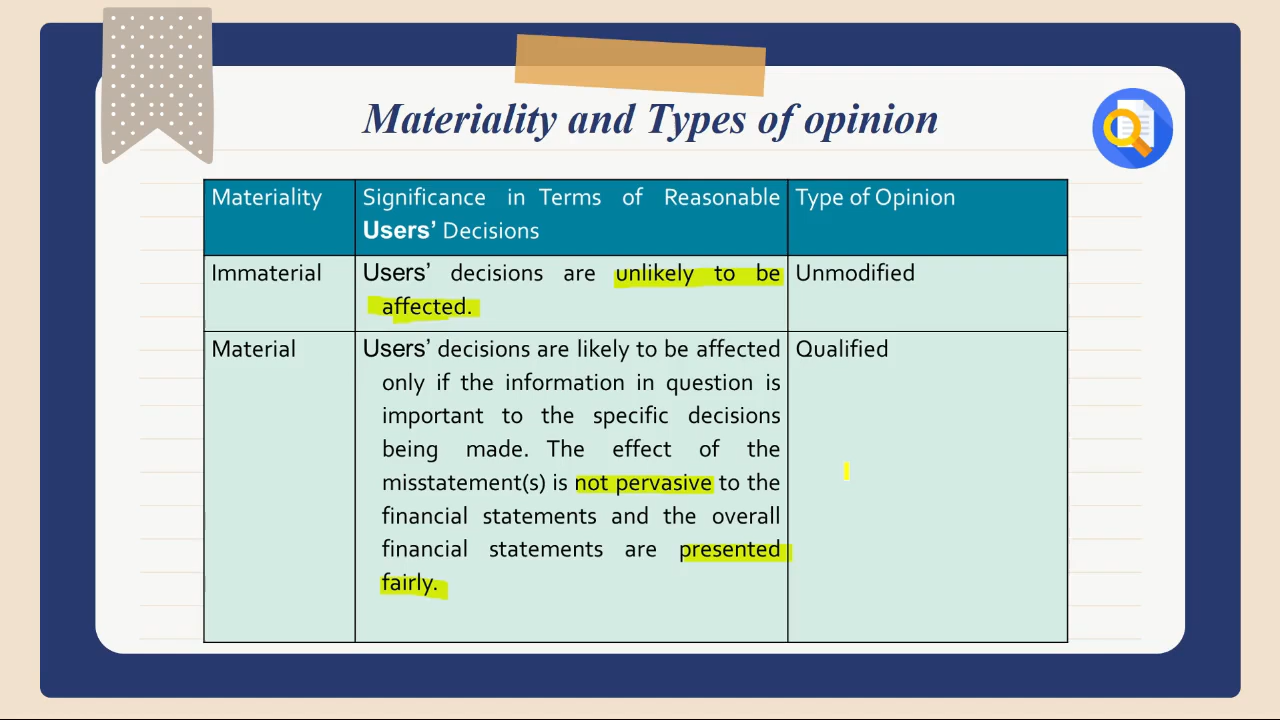 Materiality and Types of opinion
Materiality
Significance in Terms of Reasonable
Users’ Decisions
Type of Opinion
Immaterial
Users’ decisions are unlikely to be
affected.
Unmodified
Material
Users’ decisions are likely to be affected
only if the information in question is
important to the specific decisions
being made. The effect of the
misstatement(s) is not pervasive to the
financial statements and the overall
financial statements are presented
fairly.
Qualified